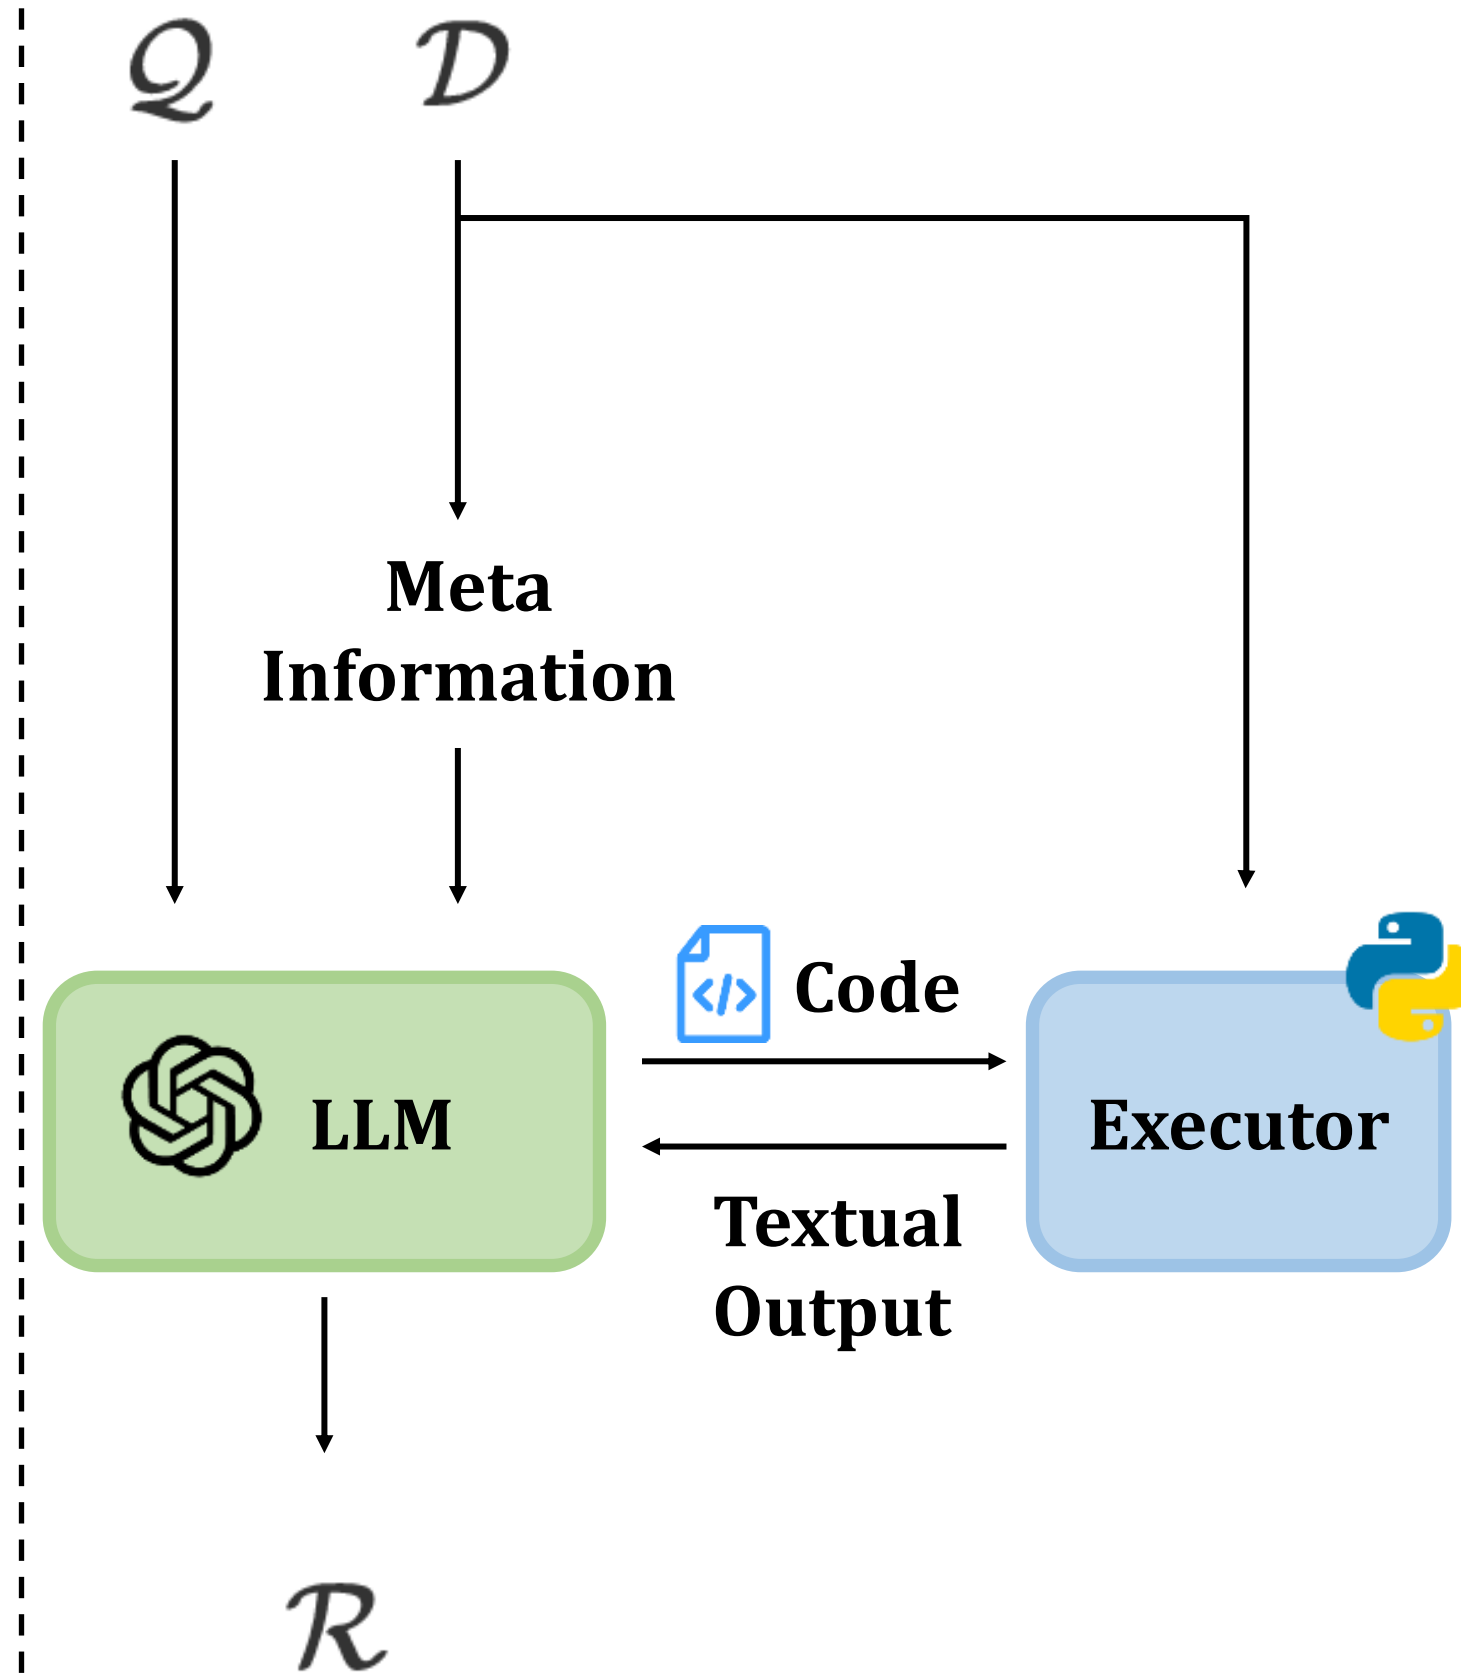 𝒬 𝒟
Meta
Information
</> Code
LLM
Executor
Textual
Output
ℛ